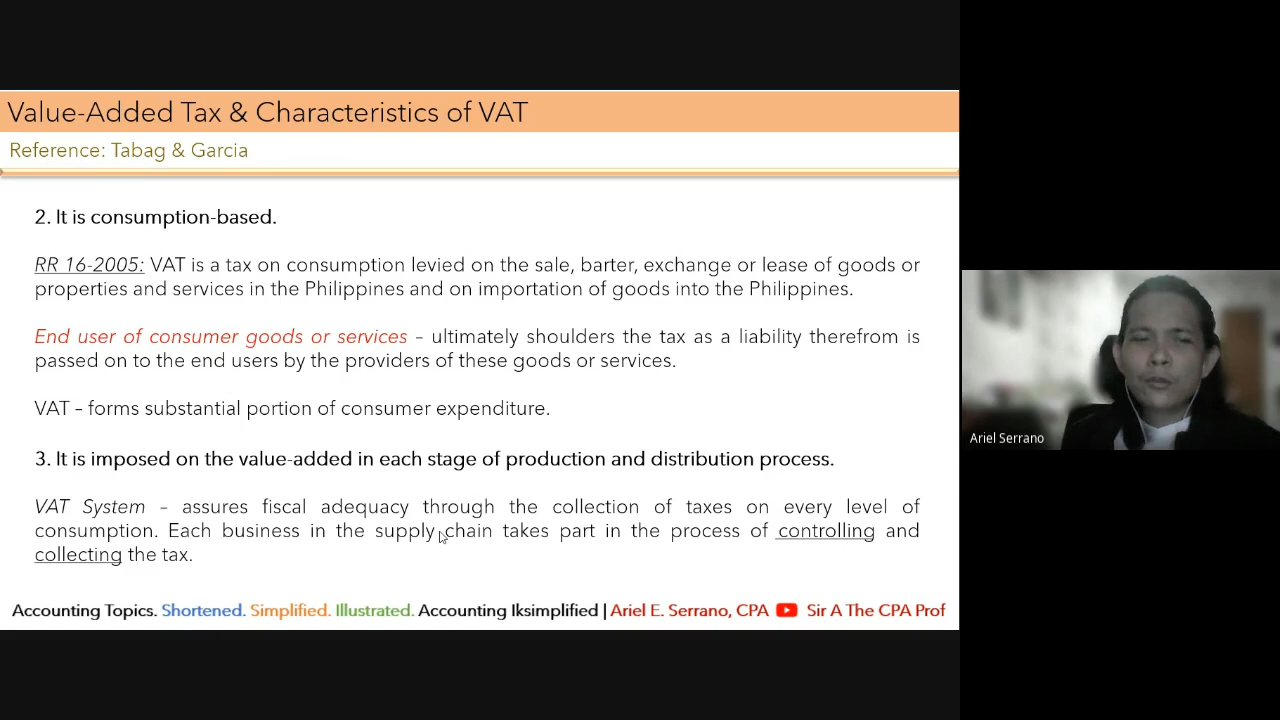 Value-Added Tax & Characteristics of VAT
Reference: Tabag & Garcia
2. It is consumption-based.
RR 16-2005: VAT is a tax on consumption levied on the sale, barter, exchange or lease of goods or
properties and services in the Philippines and on importation of goods into the Philippines.
End user of consumer goods or services – ultimately shoulders the tax as a liability therefrom is
passed on to the end users by the providers of these goods or services.
VAT – forms substantial portion of consumer expenditure.
3. It is imposed on the value-added in each stage of production and distribution process.
VAT System – assures fiscal adequacy through the collection of taxes on every level of
consumption. Each business in the supply chain takes part in the process of controlling and
collecting the tax.
Accounting Topics. Shortened. Simplified. Illustrated. Accounting Iksimplified | Ariel E. Serrano, CPA Sir A The CPA Prof
Ariel Serrano